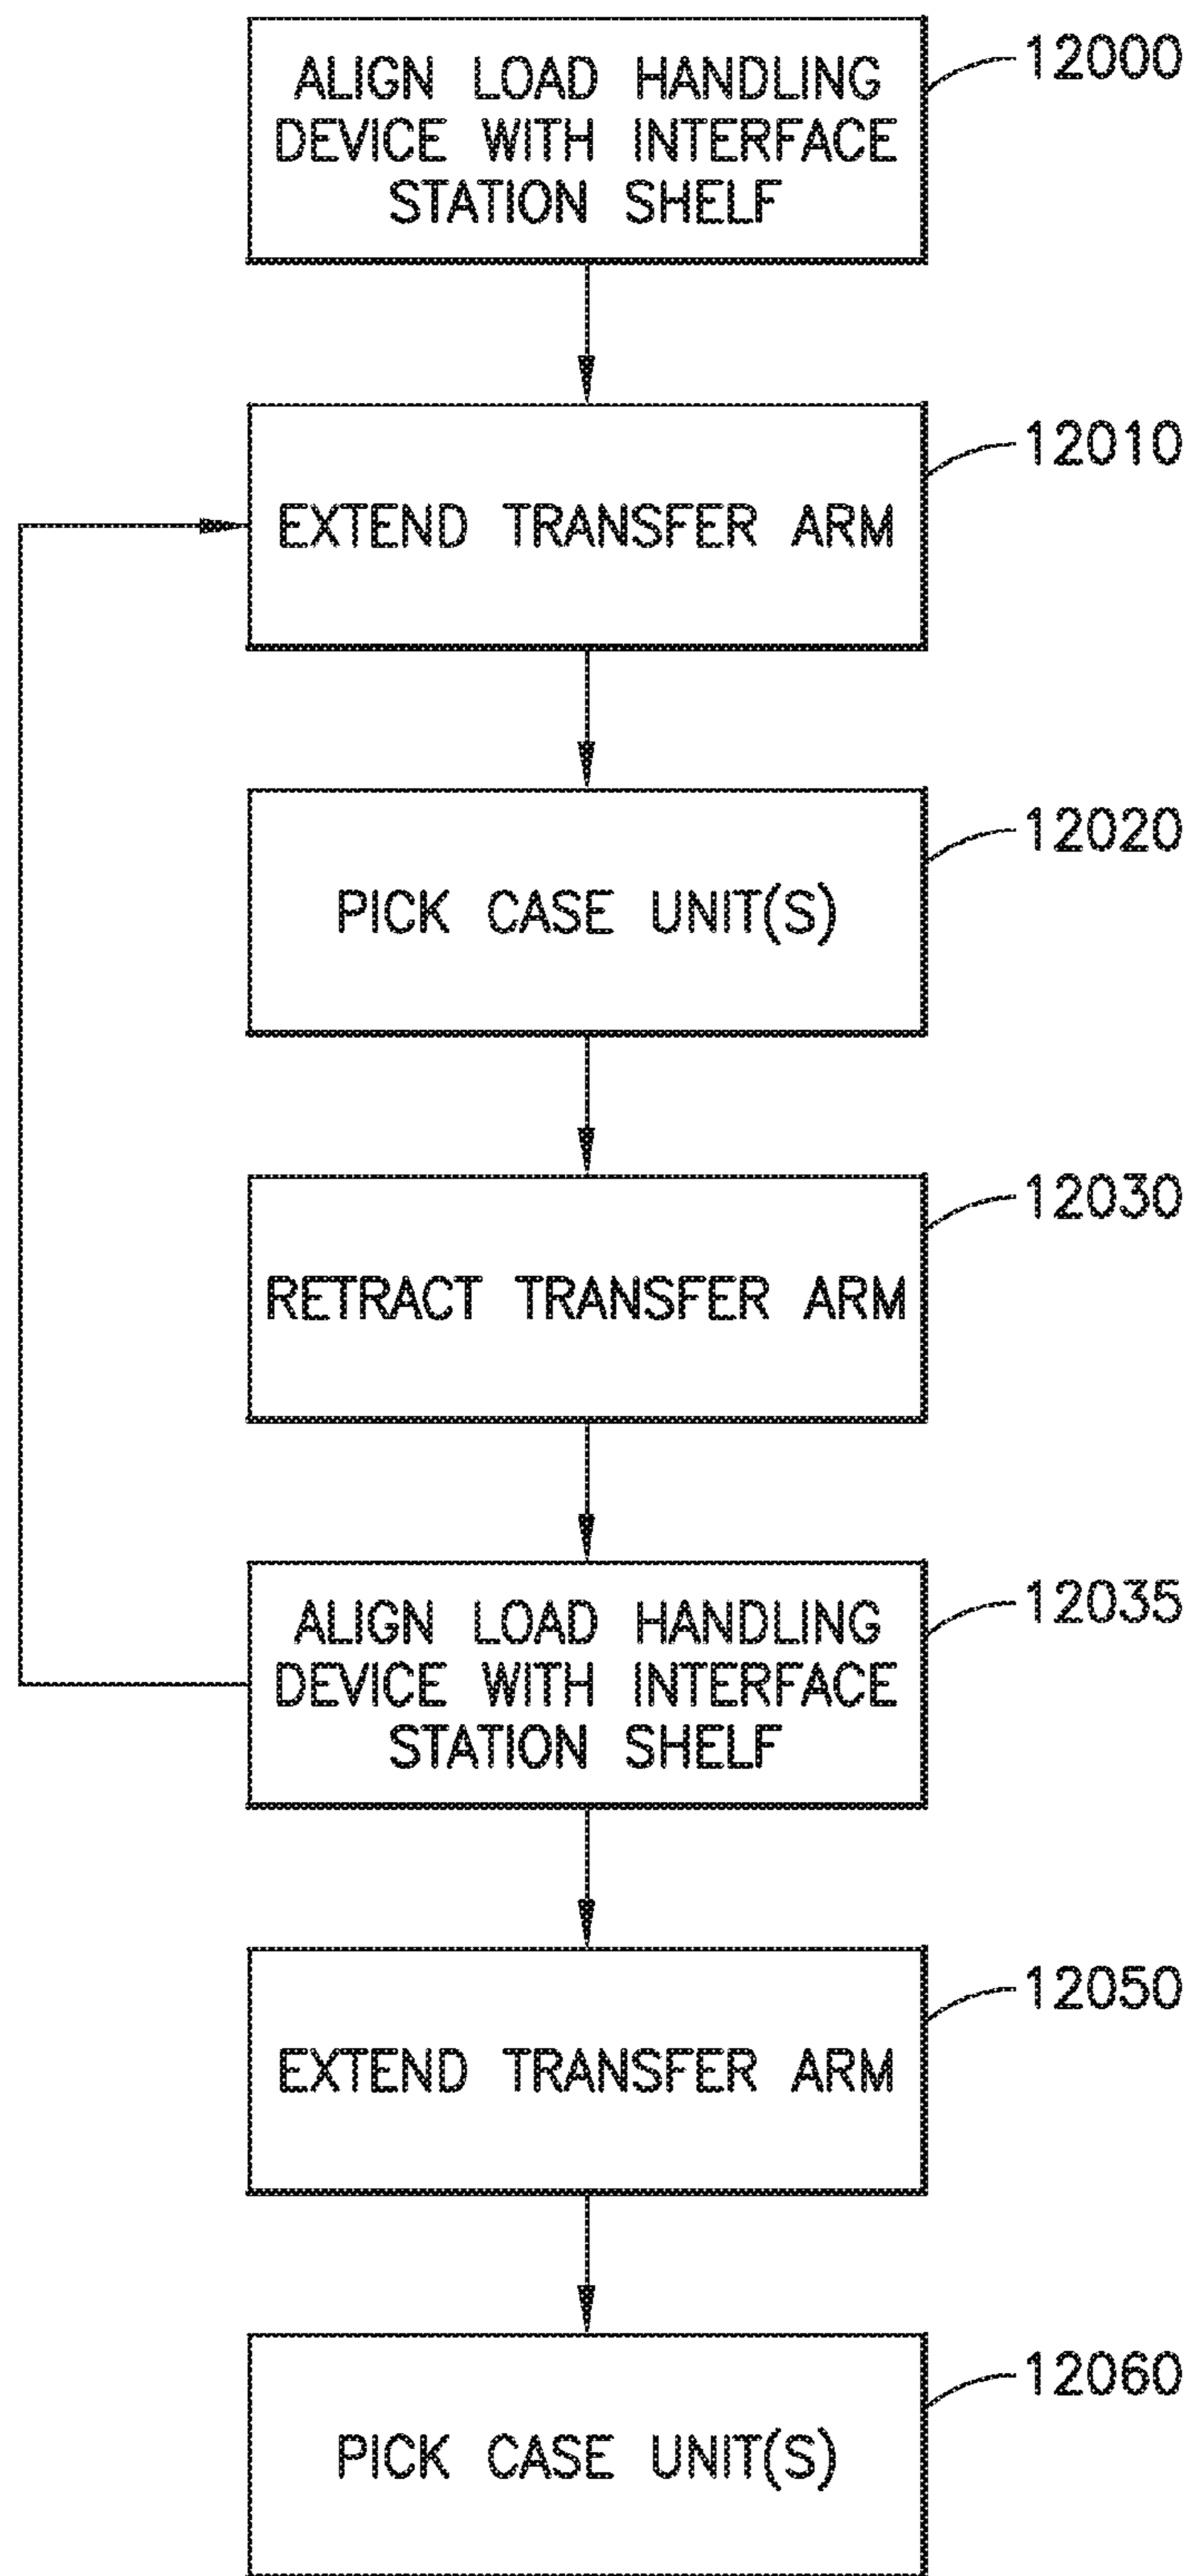 ALIGN LOAD HANDLING
DEVICE WITH INTERFACE
STATION SHELF
12000
EXTEND TRANSFER ARM
12010
PICK CASE UNIT(S)
12020
RETRACT TRANSFER ARM
12030
ALIGN LOAD HANDLING
DEVICE WITH INTERFACE
STATION SHELF
12035
EXTEND TRANSFER ARM
12050
PICK CASE UNIT(S)
12060